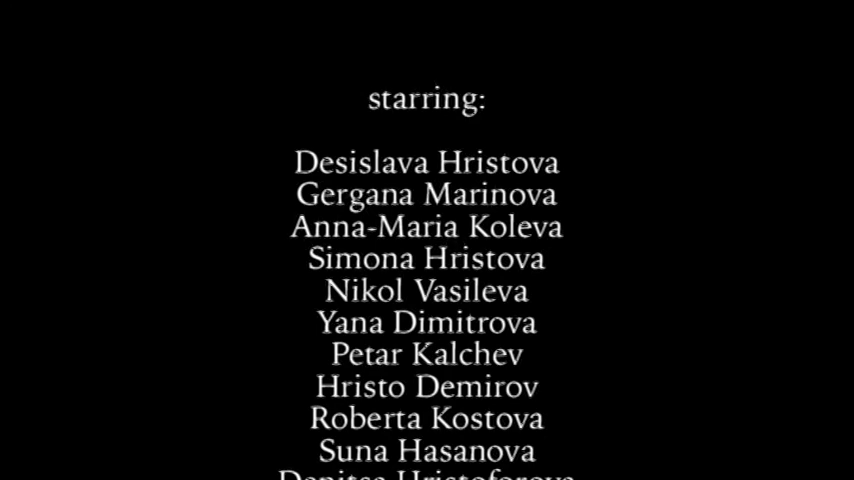 starring:
Desislava Hristova
Gergana Marinova
Anna-Maria Koleva
Simona Hristova
Nikol Vasileva
Yana Dimitrova
Petar Kalchev
Hristo Demirov
Roberta Kostova
Suna Hasanova